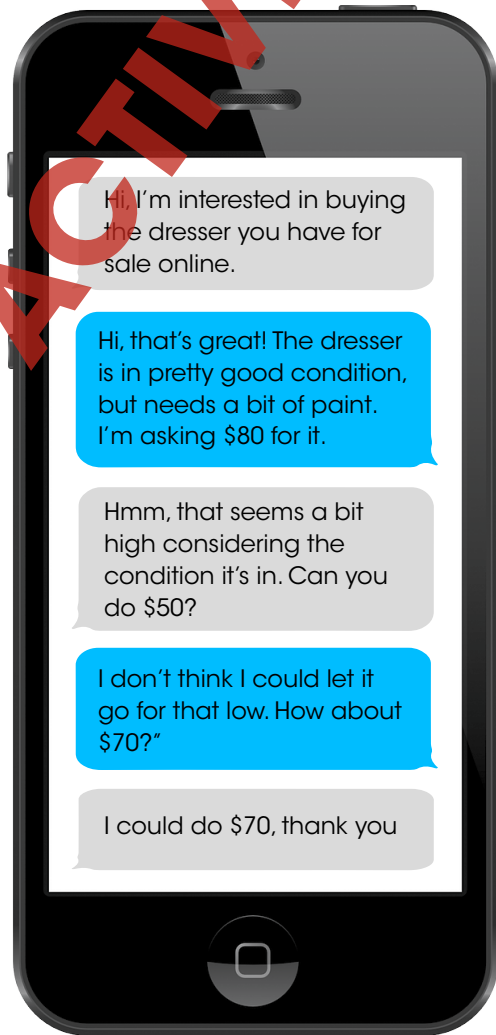 ACTIV
Hi, I'm interested in buying
the dresser you have for
sale online.
Hi, that's great! The dresser
is in pretty good condition,
but needs a bit of paint.
I'm asking $80 for it.
Hmm, that seems a bit
high considering the
condition it's in. Can you
do $50?
I don't think I could let it
go for that low. How about
$70?"
I could do $70, thank you